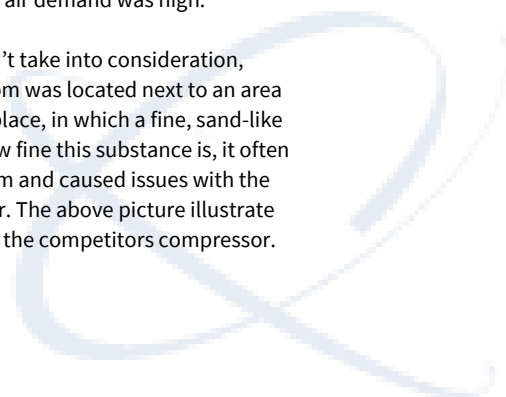 air demand was high.
’t take into consideration,
om was located next to an area
place, in which a fine, sand-like
w fine this substance is, it often
m and caused issues with the
r. The above picture illustrate
the competitors compressor.